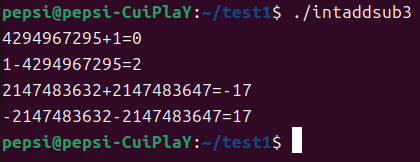 pepsi@pepsi-CuiPlaY:~/test1$ ./intaddsub3
4294967295+1=0
1-4294967295=2
2147483632+2147483647=-17
-2147483632-2147483647=17
pepsi@pepsi-CuiPlaY:~/test1$